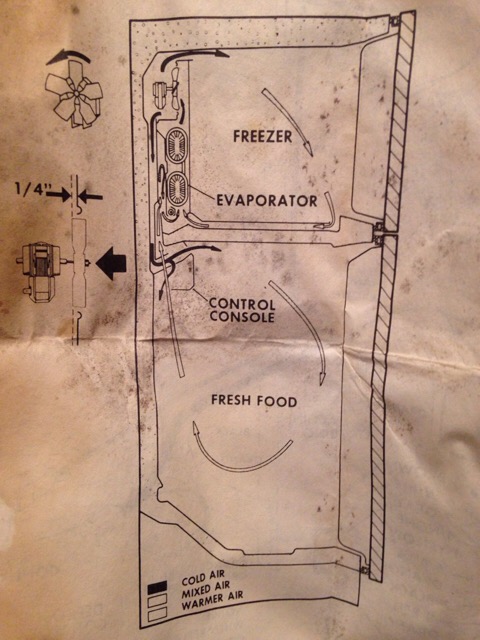 FREEZER
1/4"
EVAPORATOR
CONTROL
CONSOLE
FRESH FOOD
COLD AIR
MIXED AIR
WARMER AIR